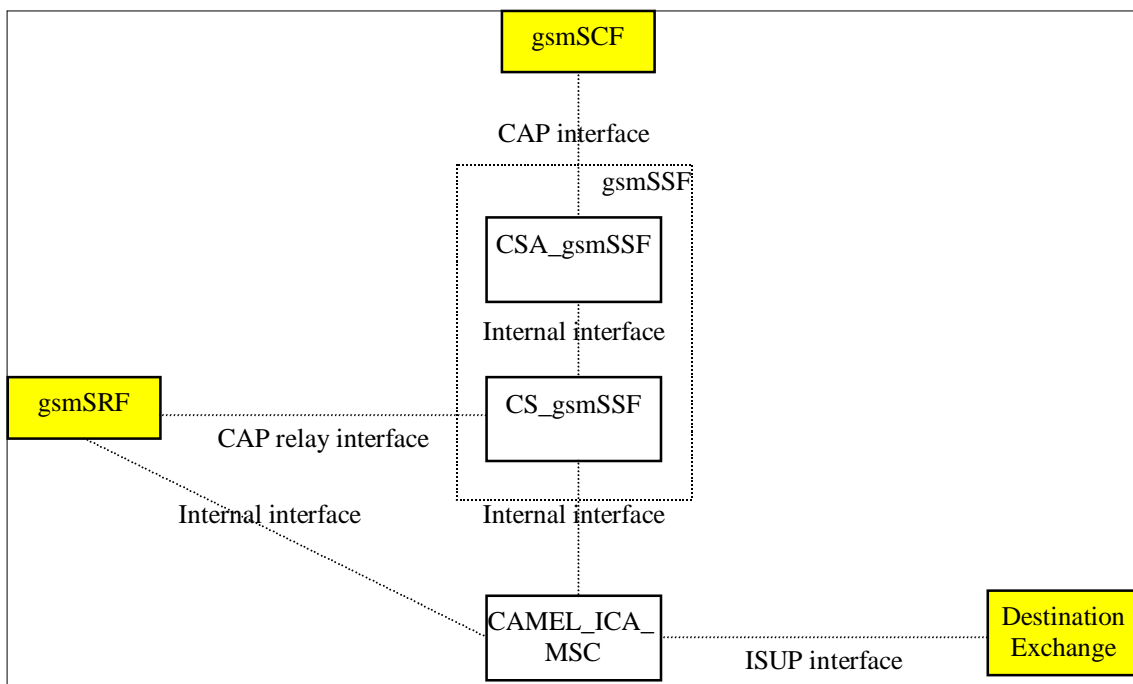 gsmSCF
CAP interface
gsmSSF
CSA_gsmSSF
Internal interface
gsmSRF
CS_gsmSSF
CAP relay interface
Internal interface
Internal interface
CAMEL_ICA_
MSC
Destination
Exchange
ISUP interface